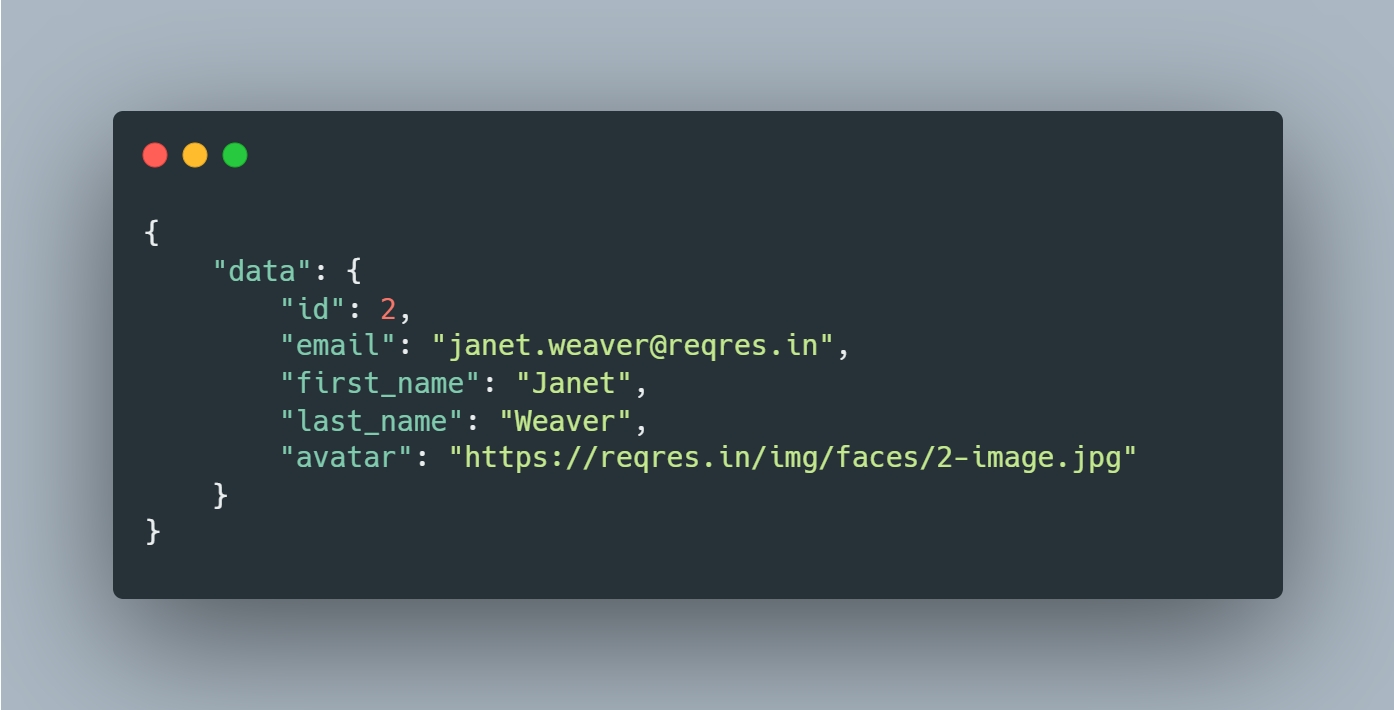 {
    "data": {
        "id": 2,
        "email": "janet.weaver@reqres.in",
        "first_name": "Janet",
        "last_name": "Weaver",
        "avatar": "https://reqres.in/img/faces/2-image.jpg"
    }
}